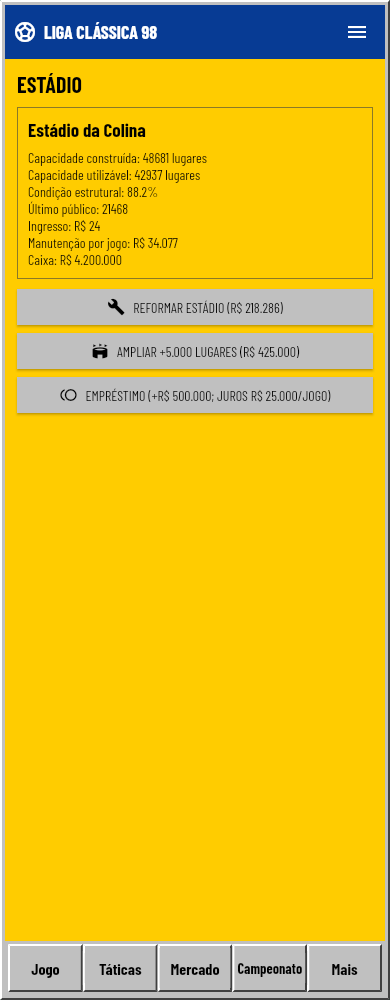 LIGA CLÁSSICA 98
ESTÁDIO
Estádio da Colina
Capacidade construída: 48681 lugares
Capacidade utilizável: 42937 lugares
Condição estrutural: 88.2%
Último público: 21468
Ingresso: R$ 24
Manutenção por jogo: R$ 34.077
Caixa: R$ 4.200.000
REFORMAR ESTÁDIO (R$ 218.286)
AMPLIAR +5.000 LUGARES (R$ 425.000)
EMPRÉSTIMO (+R$ 500.000; JUROS R$ 25.000/JOGO)
Jogo
Táticas
Mercado
Campeonato
Mais